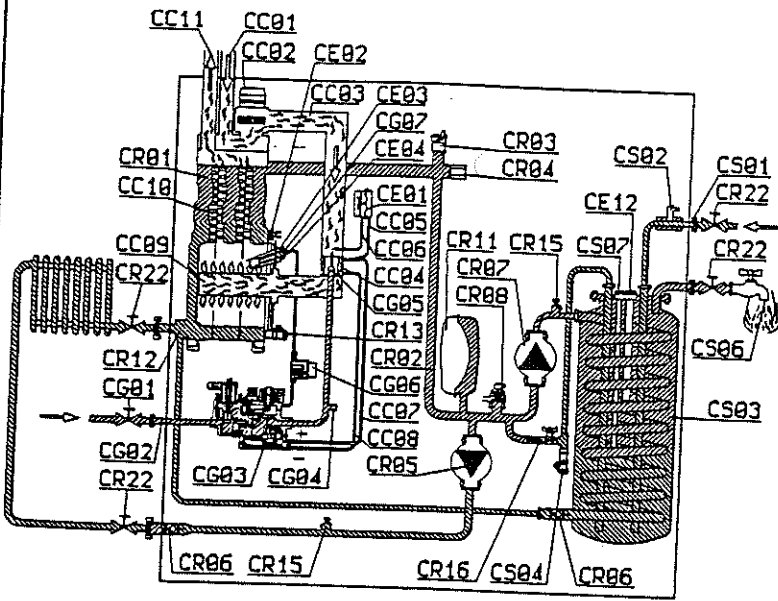 CC11
CC01
CC02
CE02
CC03
CE03
CG07
CE04
CR03
CR04
CR01
CC10
CE01
CC05
CC06
CC04
CG05
CC09
CR22
CR13
CR02
CG06
CC07
CC08
CR05
CR12
CG01
CG02
CR22
CG03
CG04
CR06
CR15
CR11
CR15
CR07
CR08
CS02
CS01
CR22
CE12
CS07
CR22
CS06
CS03
CR16
CS04
CR06